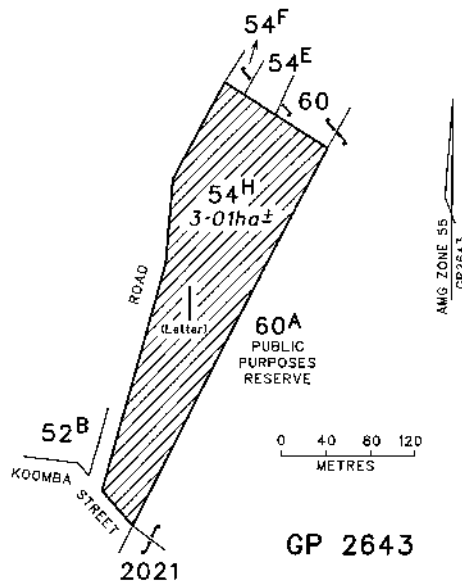 54F
54E
60
54H
3·01ha±
I
(Letter)
ROAD
60A
PUBLIC
PURPOSES
RESERVE
AMG ZONE 55
GP2643
52B
KOOMBA
STREET
0 40 80 120
METRES
GP 2643
2021